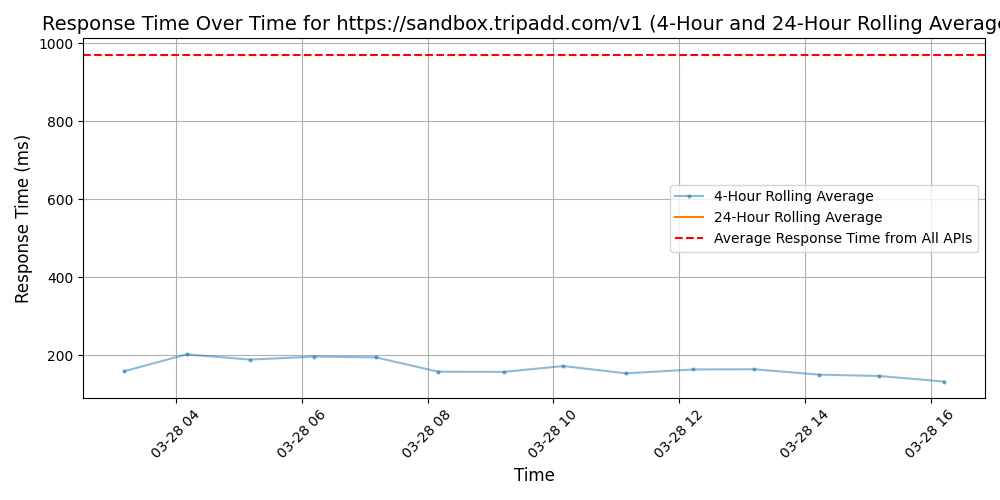 Response Time Over Time for https://sandbox.tripadd.com/v1 (4-Hour and 24-Hour Rolling Average
1000
800
600
400
200
Response Time (ms)
4-Hour Rolling Average
24-Hour Rolling Average
Average Response Time from All APIs
03-28 04
03-28 06
03-28 08
03-28 10
03-28 12
03-28 14
03-28 16
Time